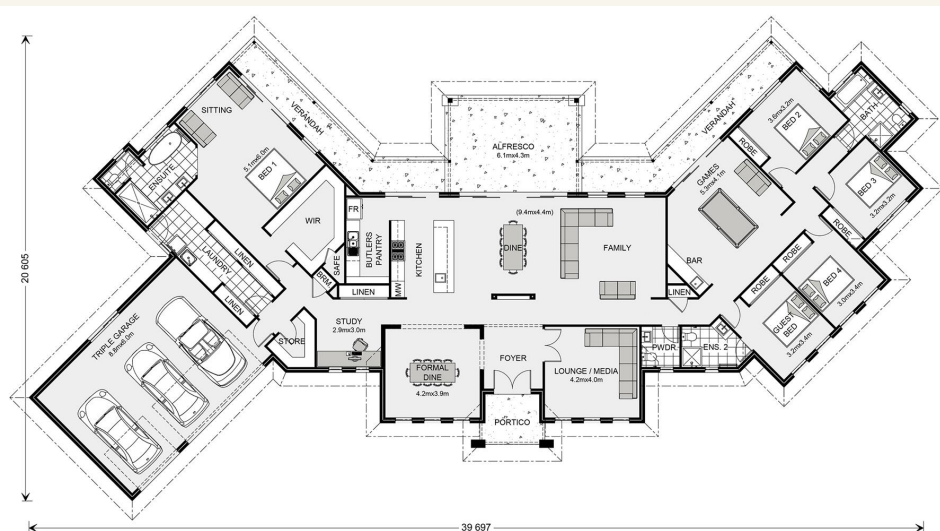 SITTING
5.1mx6.0m
BED 1
ENSUITE
VERANDAH
WIR
LAUNDRY
LINEN
LINEN
BRM
SAFE
FR
BUTLERS
PANTRY
LINEN
MW
KITCHEN
ALFRESCO
6.1mx4.3m
(9.4mx4.4m)
DINE
FAMILY
VERANDAH
GAMES
5.9mx4.1m
BAR
LINEN
3.6mx3.2m
BED 2
ROBE
BATH
BED 3
3.2mx3.2m
ROBE
ROBE
BED 4
3.0mx3.4m
ROBE
GUEST
BED
3.2mx3.4m
TRIPLE GARAGE
8.8mx6.0m
STORE
STUDY
2.9mx3.0m
FORMAL
DINE
4.2mx3.9m
FOYER
PORTICO
LOUNGE / MEDIA
4.2mx4.0m
PWDR.
ENS. 2
20 605
39 697